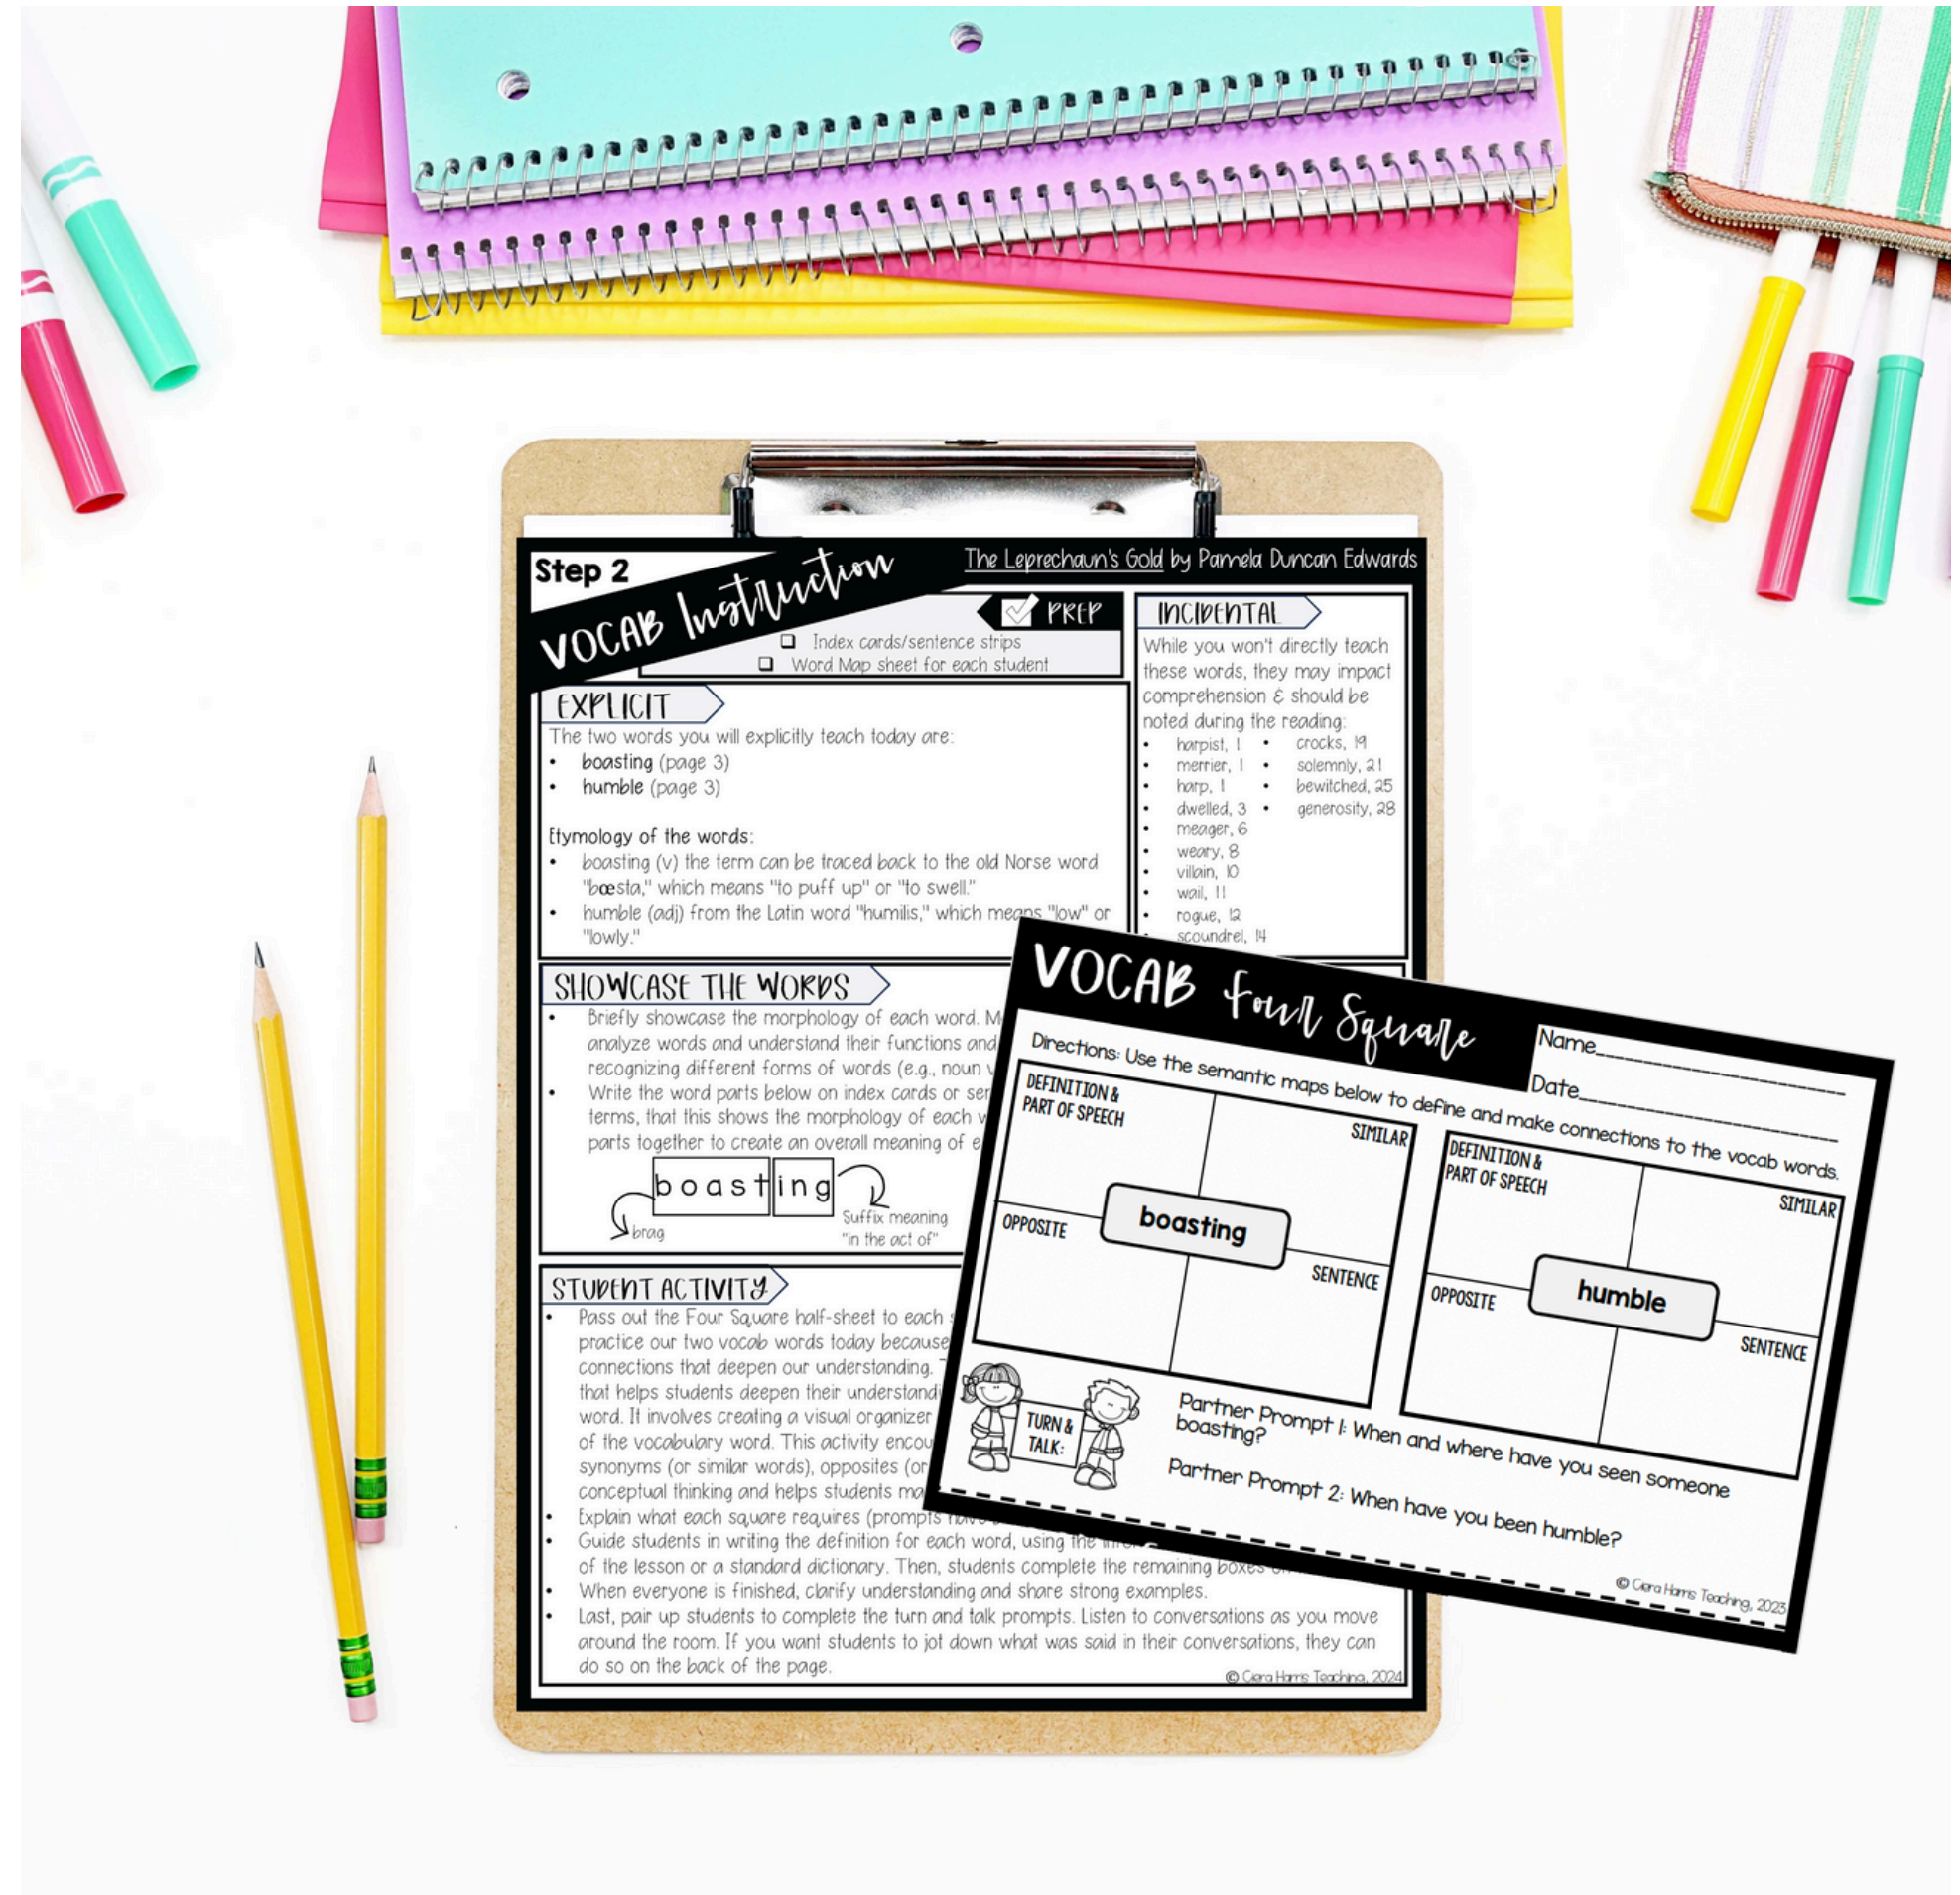 Step 2
VOCAB Instruction
The Leprechaun's Gold by Pamela Duncan Edwards
PREP
❑ Index cards/sentence strips
❑ Word Map sheet for each student
EXPLICIT
The two words you will explicitly teach today are:
• boasting (page 3)
• humble (page 3)
Etymology of the words:
• boasting (v) the term can be traced back to the old Norse word
"bœsta," which means "to puff up" or "to swell."
• humble (adj) from the Latin word "humilis," which means "low" or
"lowly."
INCIDENTAL
While you won't directly teach
these words, they may impact
comprehension & should be
noted during the reading:
• harpist, 1 • crocks, 19
• merrier, 1 • solemnly, 21
• harp, 1 • bewitched, 25
• dwelled, 3 • generosity, 28
• meager, 6
• weary, 8
• villain, 10
• wail, 11
• rogue, 12
• scoundrel, 14
SHOWCASE THE WORDS
• Briefly showcase the morphology of each word.
analyze words and understand their functions and
recognizing different forms of words (e.g., noun
• Write the word parts below on index cards or
terms, that this shows the morphology of each
parts together to create an overall meaning of
boast ing
brag
Suffix meaning
"in the act of"
STUDENT ACTIVITY
• Pass out the Four Square half-sheet to each
practice our two vocab words today because
connections that deepen our understanding.
that helps students deepen their
word. It involves creating a visual organizer
of the vocabulary word. This activity
synonyms (or similar words), opposites (or
conceptual thinking and helps students
• Explain what each square requires (prompts have
• Guide students in writing the definition for each word, using the
of the lesson or a standard dictionary. Then, students complete the remaining boxes
• When everyone is finished, clarify understanding and share strong examples.
• Last, pair up students to complete the turn and talk prompts. Listen to conversations as you move
around the room. If you want students to jot down what was said in their conversations, they can
do so on the back of the page.
© Ciera Harris Teaching, 2024
VOCAB Four Square
Name
Date
Directions: Use the semantic maps below to define and make connections to the vocab words.
DEFINITION &
PART OF SPEECH
SIMILAR
boasting
OPPOSITE
SENTENCE
DEFINITION &
PART OF SPEECH
SIMILAR
humble
OPPOSITE
SENTENCE
TURN &
TALK:
Partner Prompt 1: When and where have you seen someone
boasting?
Partner Prompt 2: When have you been humble?
© Ciera Harris Teaching, 2023